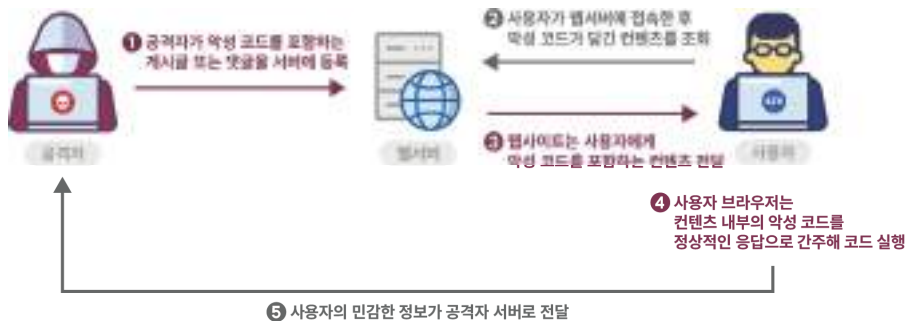 ❶ 공격자가 악성 코드를 포함하는
게시글 또는 댓글을 서버에 등록
❷ 사용자가 웹서버에 접속한 후
악성 코드가 담긴 컨텐츠를 조회
❸ 웹사이트는 사용자에게
악성 코드를 포함하는 컨텐츠 전달
공격자
웹서버
사용자
❹ 사용자 브라우저는
컨텐츠 내부의 악성 코드를
정상적인 응답으로 간주해 코드 실행
❺ 사용자의 민감한 정보가 공격자 서버로 전달